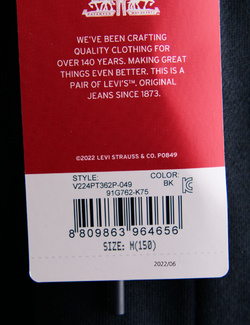 WE'VE BEEN CRAFTING
QUALITY CLOTHING FOR
OVER 140 YEARS. MAKING GREAT
THINGS EVEN BETTER. THIS IS A
PAIR OF LEVI'S™. ORIGINAL
JEANS SINCE 1873.
©2022 LEVI STRAUSS & CO. P0849
STYLE: COLOR:
V224PT362P-049 BK
91G762-K75
8 809863 964656
SIZE: M(150)
2022/06